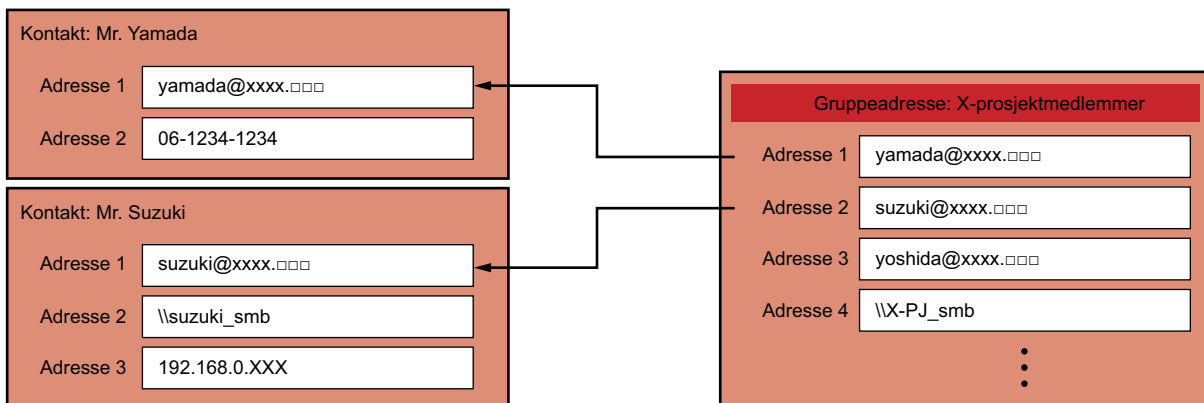 Kontakt: Mr. Yamada
Adresse 1 yamada@xxxx.□□□
Adresse 2 06-1234-1234
Kontakt: Mr. Suzuki
Adresse 1 suzuki@xxxx.□□□
Adresse 2 \\suzuki_smb
Adresse 3 192.168.0.XXX
Gruppeadresse: X-prosjektmedlemmer
Adresse 1 yamada@xxxx.□□□
Adresse 2 suzuki@xxxx.□□□
Adresse 3 yoshida@xxxx.□□□
Adresse 4 \\X-PJ_smb